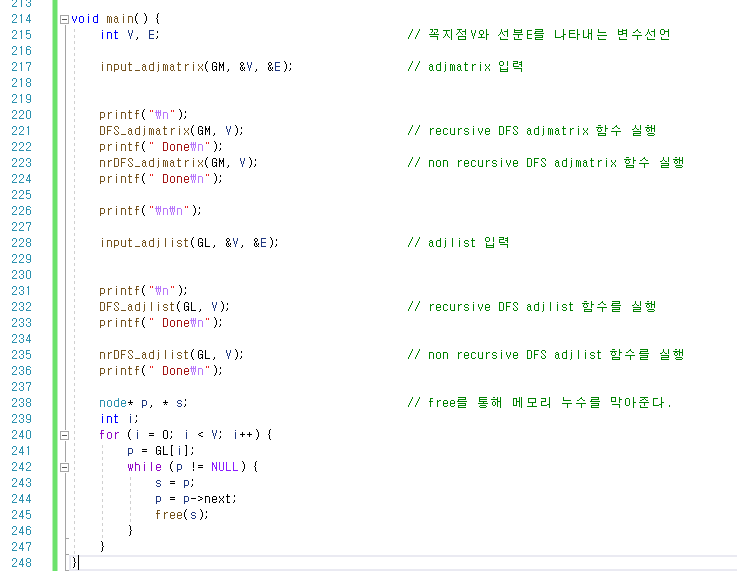 213
214 void main() {
215 int V, E; // 꼭지점V와 선분E를 나타내는 변수선언
216
217 input_adjmatrix(GM, &V, &E); // adjmatrix 입력
218
219
220 printf("₩n");
221 DFS_adjmatrix(GM, V); // recursive DFS adjmatrix 함수 실행
222 printf(" Done₩n");
223 nrDFS_adjmatrix(GM, V); // non recursive DFS adjmatrix 함수 실행
224 printf(" Done₩n");
225
226 printf("₩n₩n");
227
228 input_adjlist(GL, &V, &E); // adjlist 입력
229
230
231 printf("₩n");
232 DFS_adjlist(GL, V); // recursive DFS adjlist 함수를 실행
233 printf(" Done₩n");
234
235 nrDFS_adjlist(GL, V); // non recursive DFS adjlist 함수를 실행
236 printf(" Done₩n");
237
238 node* p, * s; // free를 통해 메모리 누수를 막아준다.
239 int i;
240 for (i = 0; i < V; i++) {
241 p = GL[i];
242 while (p != NULL) {
243 s = p;
244 p = p->next;
245 free(s);
246 }
247 }
248 }